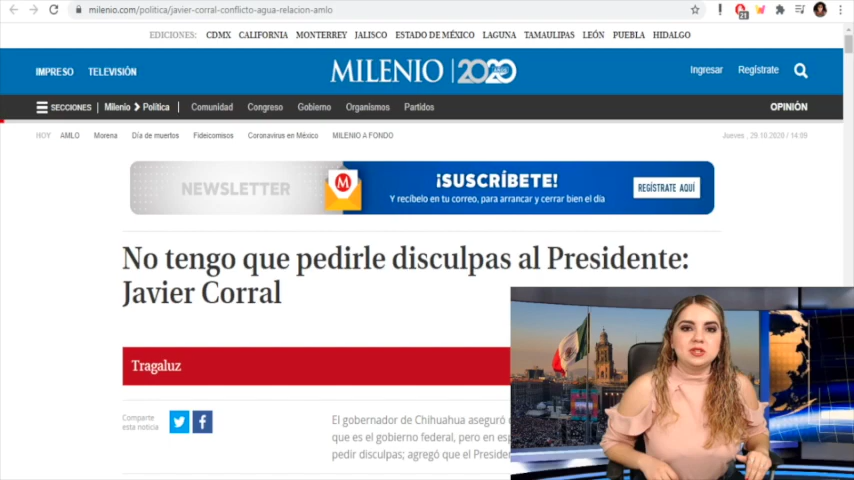 milenio.com/politica/javier-corral-conflicto-agua-relacion-amlo
21
EDICIONES: CDMX CALIFORNIA MONTERREY JALISCO ESTADO DE MÉXICO LAGUNA TAMAULIPAS LEÓN PUEBLA HIDALGO
IMPRESO TELEVISIÓN MILENIO 2020 Ingresar Regístrate
SECCIONES Milenio Política Comunidad Congreso Gobierno Organismos Partidos OPINIÓN
HOY AMLO Morena Día de muertos Fideicomisos Coronavirus en México MILENIO A FONDO Jueves , 29.10.2020 / 14:09
NEWSLETTER M ¡SUSCRÍBETE! REGÍSTRATE AQUÍ
Y recíbelo en tu correo, para arrancar y cerrar bien el día
No tengo que pedirle disculpas al Presidente:
Javier Corral
Tragaluz
Comparte
esta noticia
El gobernador de Chihuahua aseguró
que es el gobierno federal, pero en
pedir disculpas; agregó que el